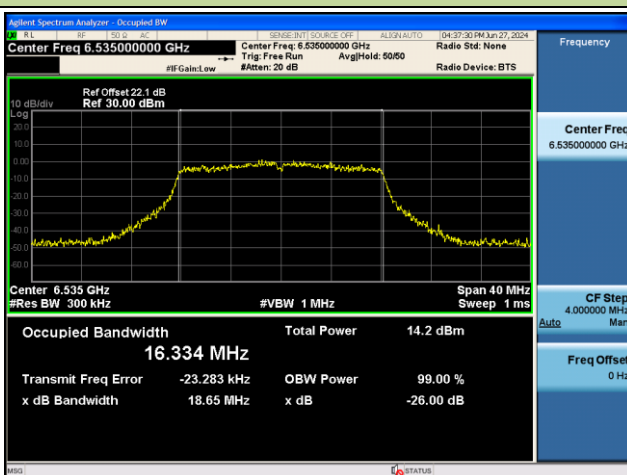 Agilent Spectrum Analyzer - Occupied BW
RL RF 50 Ω AC SENSE:INT SOURCE OFF ALIGN AUTO 04:37:30 PM Jun 27, 2024
Center Freq 6.535000000 GHz
Center Freq: 6.535000000 GHz
Radio Std: None
Trig: Free Run Avg|Hold: 50/50
#IFGain:Low
#Atten: 20 dB
Radio Device: BTS
Frequency
Ref Offset 22.1 dB
10 dB/div Ref 30.00 dBm
Log
20.0
10.0
0.00
-10.0
-20.0
-30.0
-40.0
-50.0
-60.0
Center 6.535 GHz Span 40 MHz
#Res BW 300 kHz #VBW 1 MHz Sweep 1 ms
Center Freq
6.535000000 GHz
CF Step
4.000000 MHz
Auto Man
Freq Offset
0 Hz
Occupied Bandwidth Total Power 14.2 dBm
16.334 MHz
Transmit Freq Error -23.283 kHz OBW Power 99.00 %
x dB Bandwidth 18.65 MHz x dB -26.00 dB
MSG STATUS